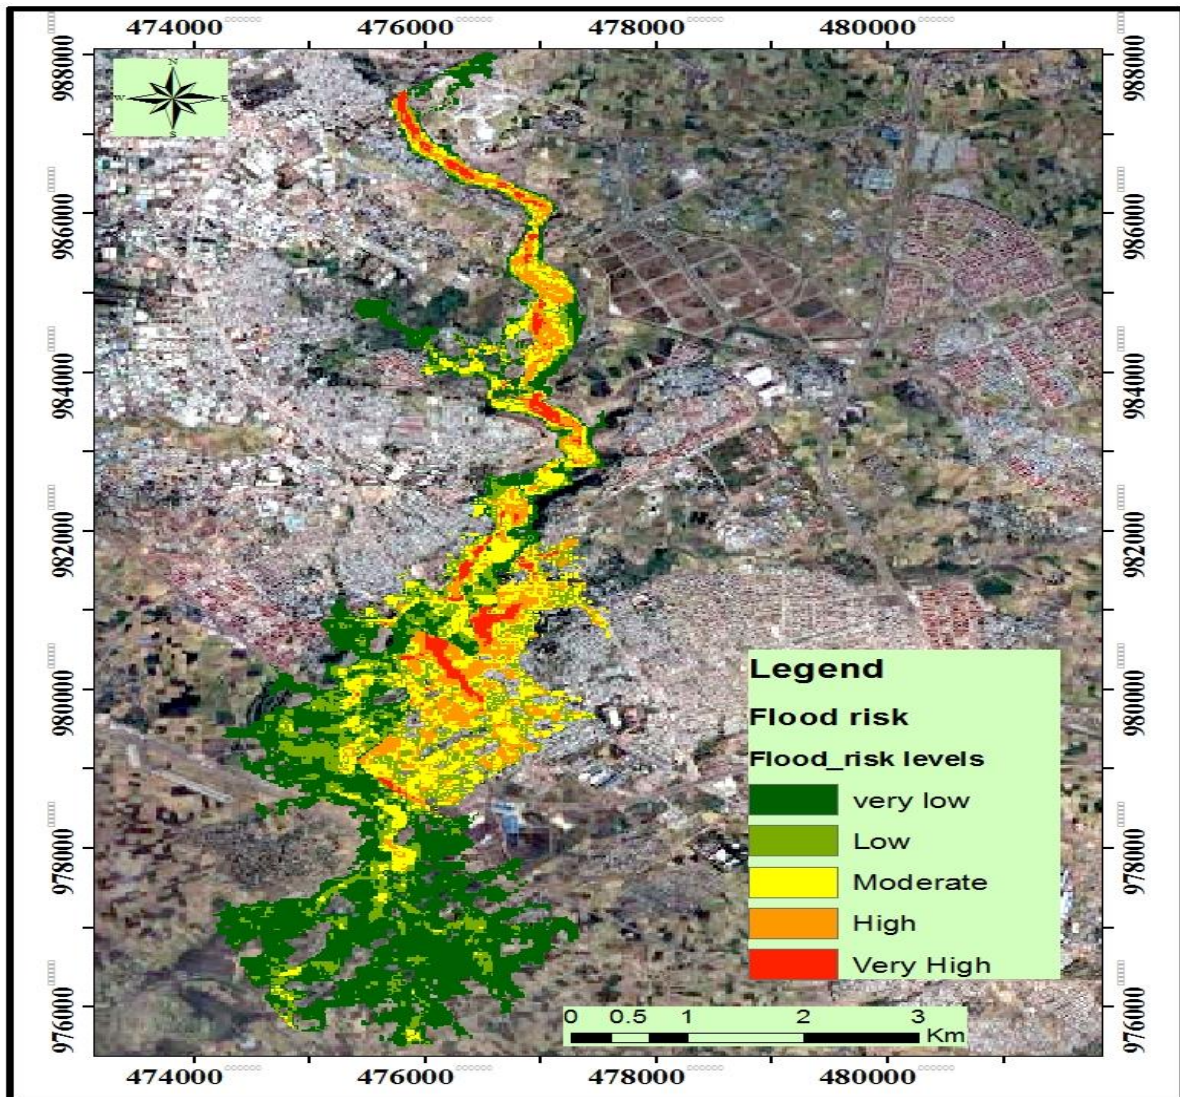 474000 476000 478000 480000
988000 988000
N
W E
S
986000 986000
984000 984000
982000 982000
980000 980000
978000 978000
976000 976000
Legend
Flood risk
Flood_risk levels
very low
Low
Moderate
High
Very High
0 0.5 1 2 3
Km
474000 476000 478000 480000